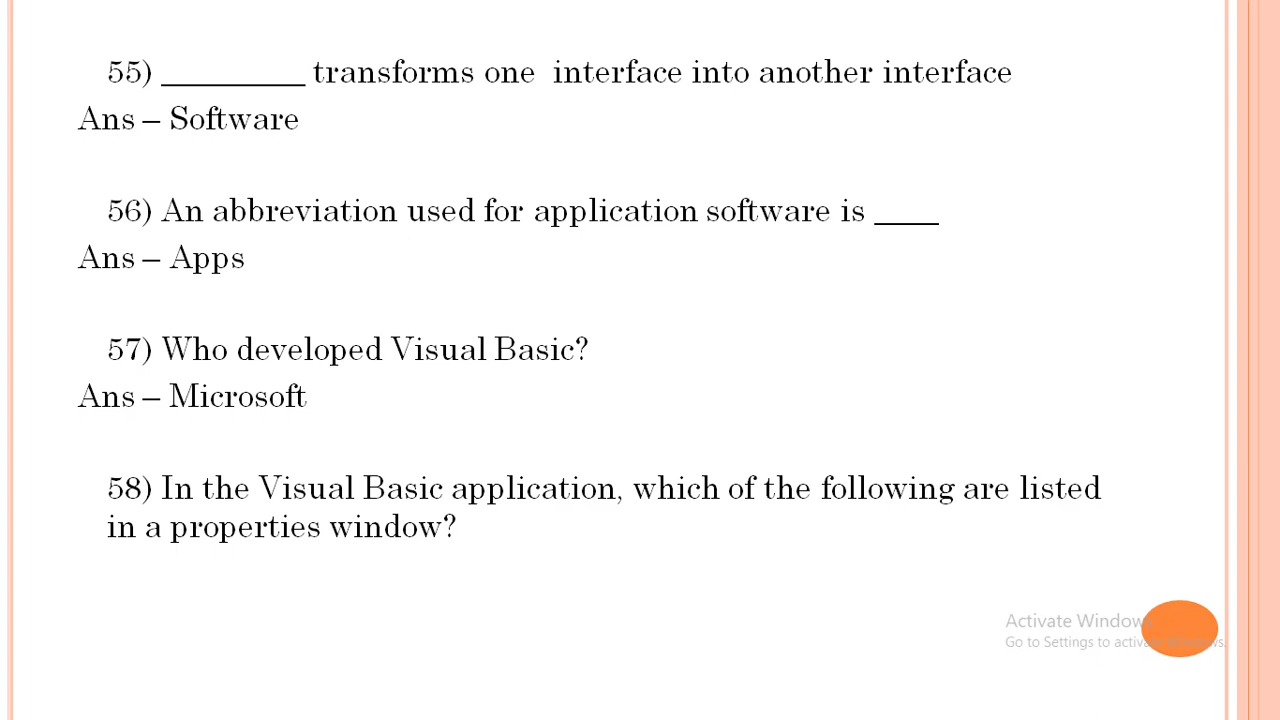 55) _________ transforms one  interface into another interface
Ans – Software
56) An abbreviation used for application software is ____
Ans – Apps
57) Who developed Visual Basic?
Ans – Microsoft
58) In the Visual Basic application, which of the following are listed
in a properties window?
Activate Windows
Go to Settings to activate Windows.